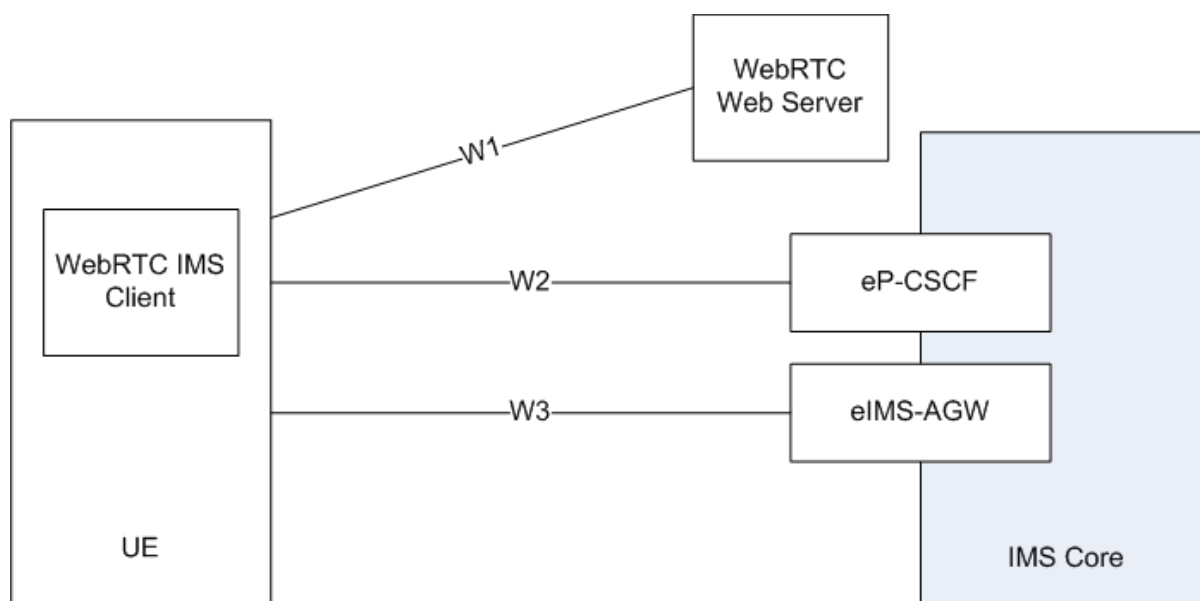 WebRTC
Web Server
W1
WebRTC IMS
Client
W2
eP-CSCF
W3
eIMS-AGW
UE
IMS Core